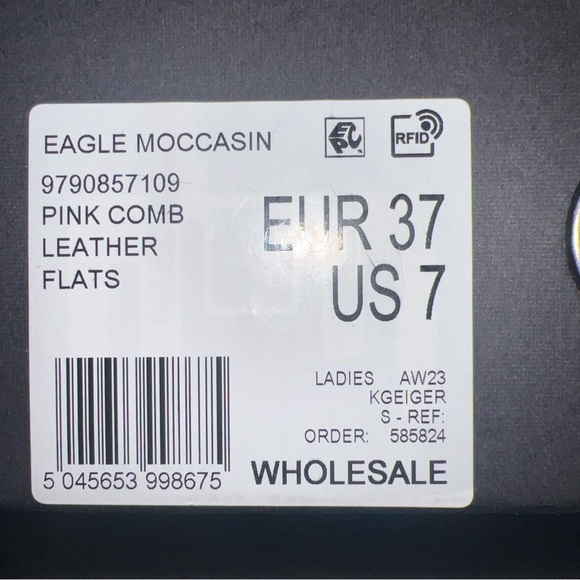 EAGLE MOCCASIN
EPC
RFID
9790857109
PINK COMB
LEATHER
FLATS
EUR 37
US 7
LADIES AW23
KGEIGER
S - REF:
ORDER: 585824
5 045653 998675
WHOLESALE